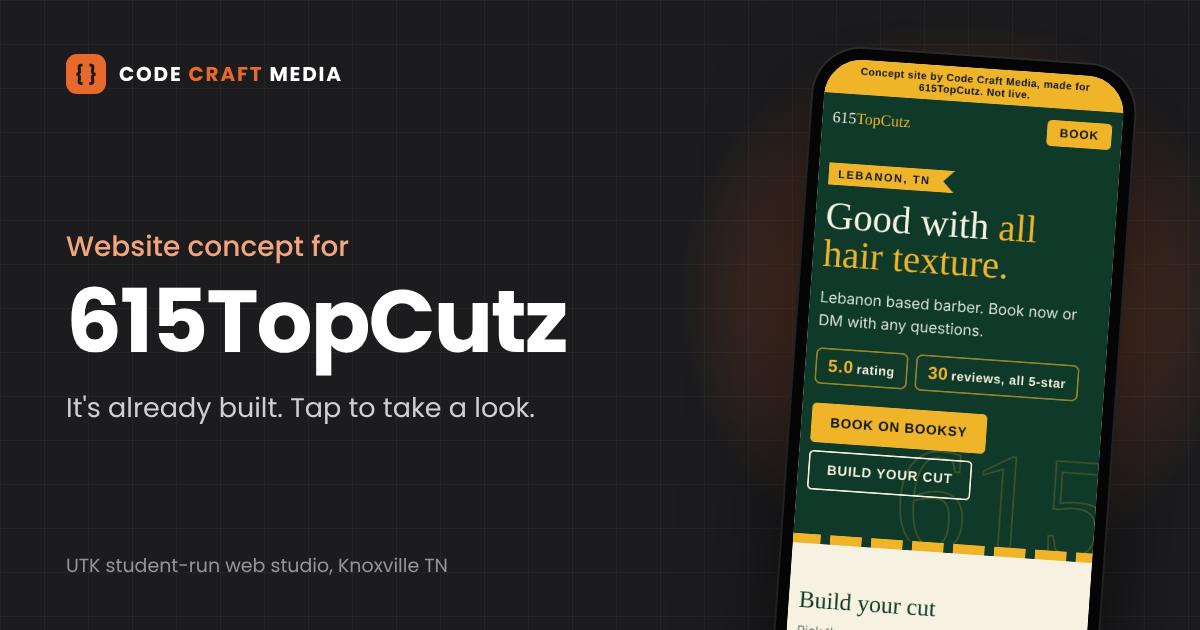 { } CODE CRAFT MEDIA
Website concept for
615TopCutz
It's already built. Tap to take a look.
UTK student-run web studio, Knoxville TN
Concept site by Code Craft Media, made for
615TopCutz. Not live.
615TopCutz
BOOK
LEBANON, TN
Good with all
hair texture.
Lebanon based barber. Book now or
DM with any questions.
5.0 rating
30 reviews, all 5-star
BOOK ON BOOKSY
BUILD YOUR CUT
615
Build your cut